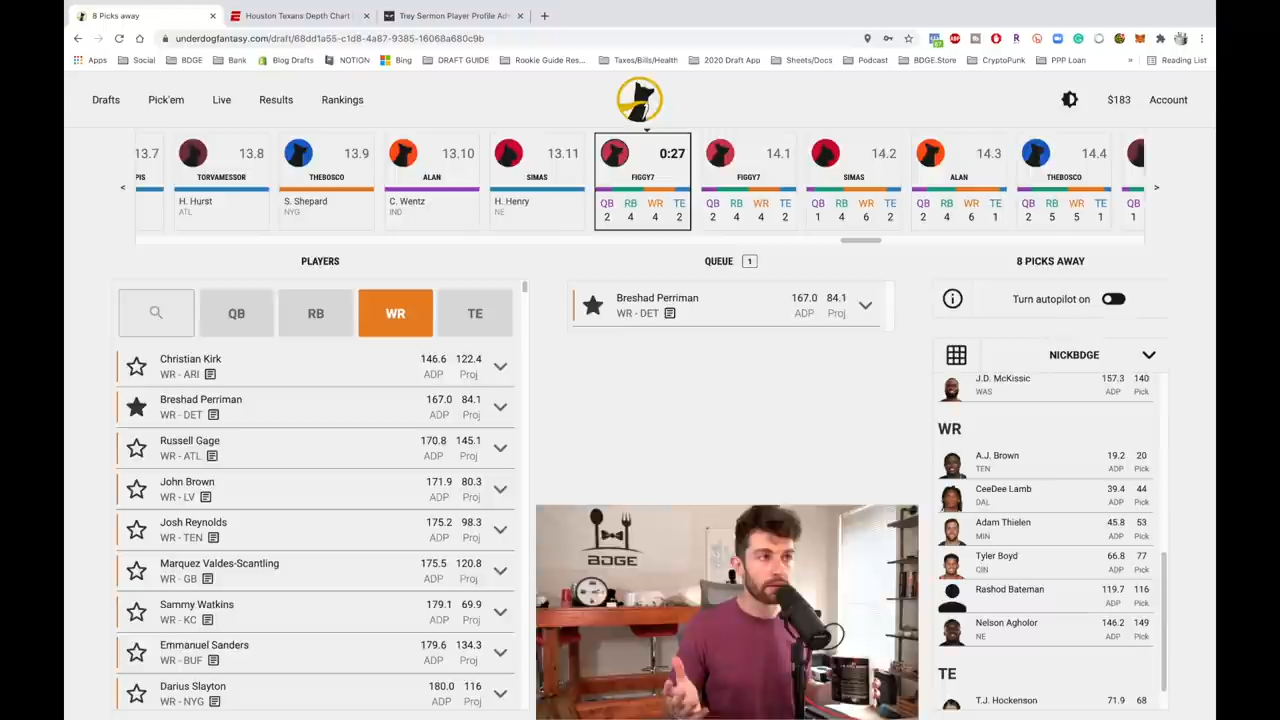 8 Picks away
Houston Texans Depth Chart
Trey Sermon Player Profile Adv
underdogfantasy.com/draft/68dd1a55-c1d8-4a87-9385-16068a680c9b
Apps Social BDGE Bank Blog Drafts NOTION Bing DRAFT GUIDE Rookie Guide Res... Taxes/Bills/Health 2020 Draft App Sheets/Docs Podcast BDGE.Store CryptoPunk PPP Loan » Reading List
Drafts Pick'em Live Results Rankings $183 Account
13.7 13.8 13.9 13.10 13.11 0:27 14.1 14.2 14.3 14.4
PIS TORVAMESSOR THEBOSCO ALAN SIMAS FIGGY7 FIGGY7 SIMAS ALAN THEBOSCO
H. Hurst S. Shepard C. Wentz H. Henry QB RB WR TE QB RB WR TE QB RB WR TE QB RB WR TE QB RB WR TE QB
ATL NYG IND NE 2 4 4 2 2 4 4 2 1 4 6 2 2 4 6 1 2 5 5 1 1
PLAYERS
QB RB WR TE
Christian Kirk 146.6 122.4
WR - ARI ADP Proj
Breshad Perriman 167.0 84.1
WR - DET ADP Proj
Russell Gage 170.8 145.1
WR - ATL ADP Proj
John Brown 171.9 80.3
WR - LV ADP Proj
Josh Reynolds 175.2 98.3
WR - TEN ADP Proj
Marquez Valdes-Scantling 175.5 120.8
WR - GB ADP Proj
Sammy Watkins 179.1 69.9
WR - KC ADP Proj
Emmanuel Sanders 179.6 134.3
WR - BUF ADP Proj
Darius Slayton 180.0 116
WR - NYG ADP Proj
QUEUE 1
Breshad Perriman 167.0 84.1
WR - DET ADP Proj
BDGE
8 PICKS AWAY
Turn autopilot on
NICKBDGE
J.D. McKissic 157.3 140
WAS ADP Pick
WR
A.J. Brown 19.2 20
TEN ADP Pick
CeeDee Lamb 39.4 44
DAL ADP Pick
Adam Thielen 45.8 53
MIN ADP Pick
Tyler Boyd 66.8 77
CIN ADP Pick
Rashod Bateman 119.7 116
ADP Pick
Nelson Agholor 146.2 149
NE ADP Pick
TE
T.J. Hockenson 71.9 68